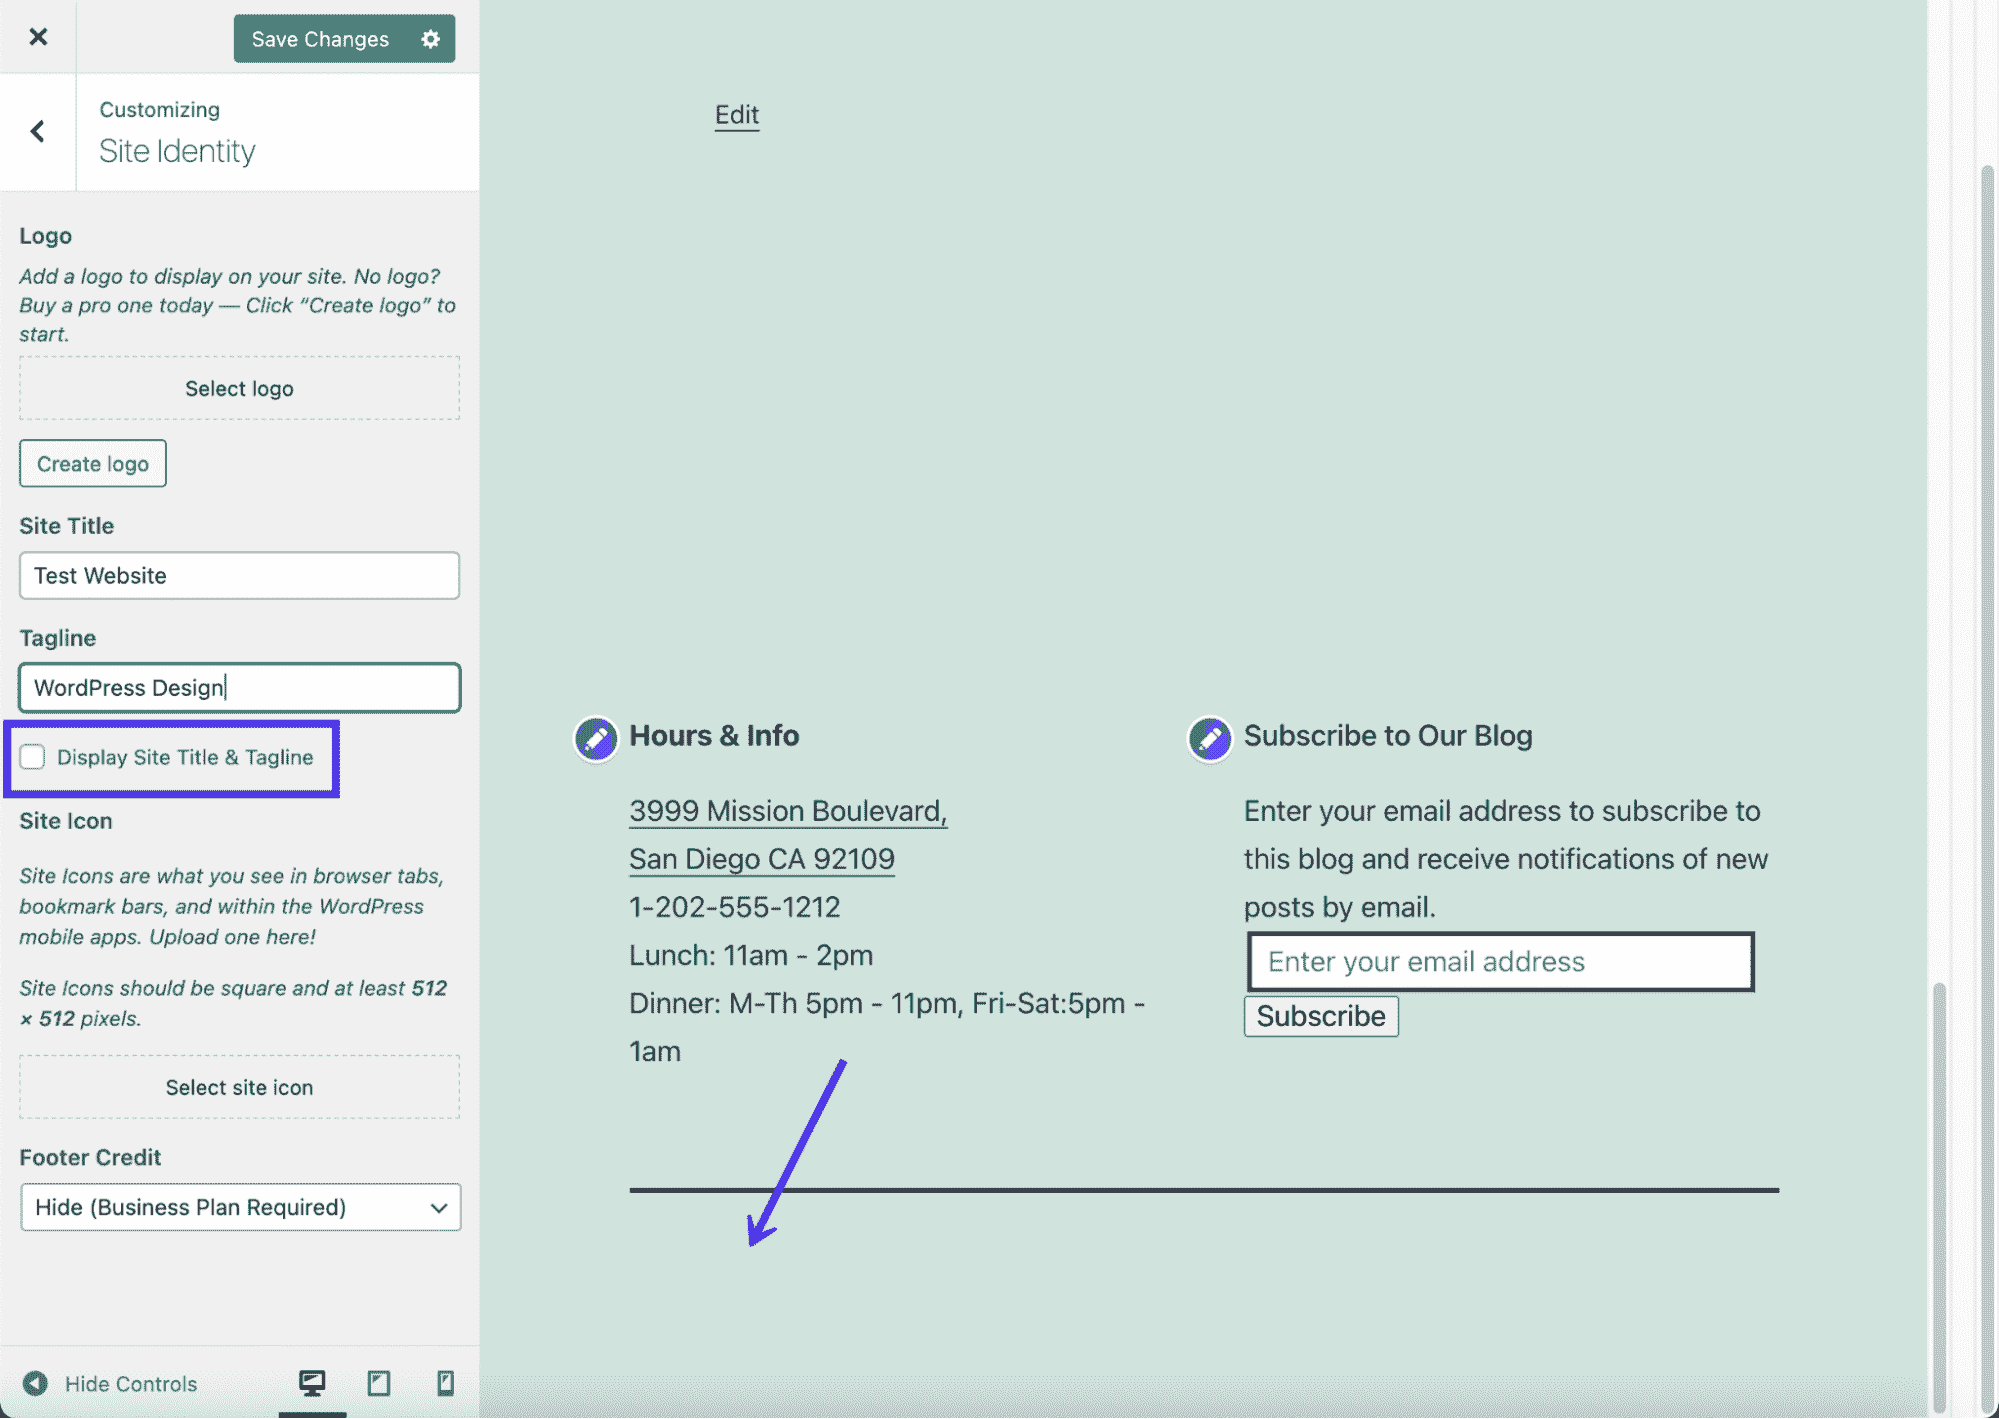 Save Changes
Customizing
Site Identity
Logo
Add a logo to display on your site. No logo?
Buy a pro one today — Click “Create logo” to
start.
Select logo
Create logo
Site Title
Test Website
Tagline
WordPress Design
Display Site Title & Tagline
Site Icon
Site Icons are what you see in browser tabs,
bookmark bars, and within the WordPress
mobile apps. Upload one here!
Site Icons should be square and at least 512
× 512 pixels.
Select site icon
Footer Credit
Hide (Business Plan Required)
Hide Controls
Edit
Hours & Info
3999 Mission Boulevard,
San Diego CA 92109
1-202-555-1212
Lunch: 11am - 2pm
Dinner: M-Th 5pm - 11pm, Fri-Sat:5pm -
1am
Subscribe to Our Blog
Enter your email address to subscribe to
this blog and receive notifications of new
posts by email.
Enter your email address
Subscribe